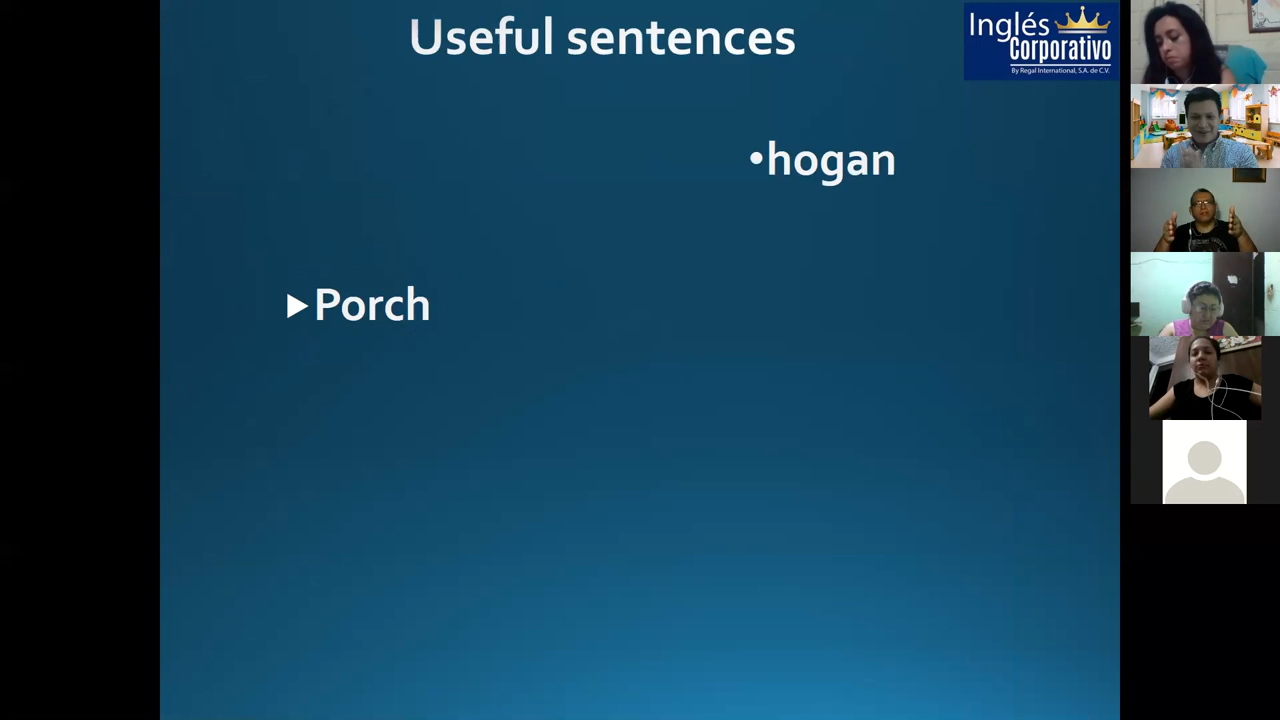 Useful sentences
Inglés
Corporativo
By Regal International, S.A. de C.V.
•hogan
▶Porch